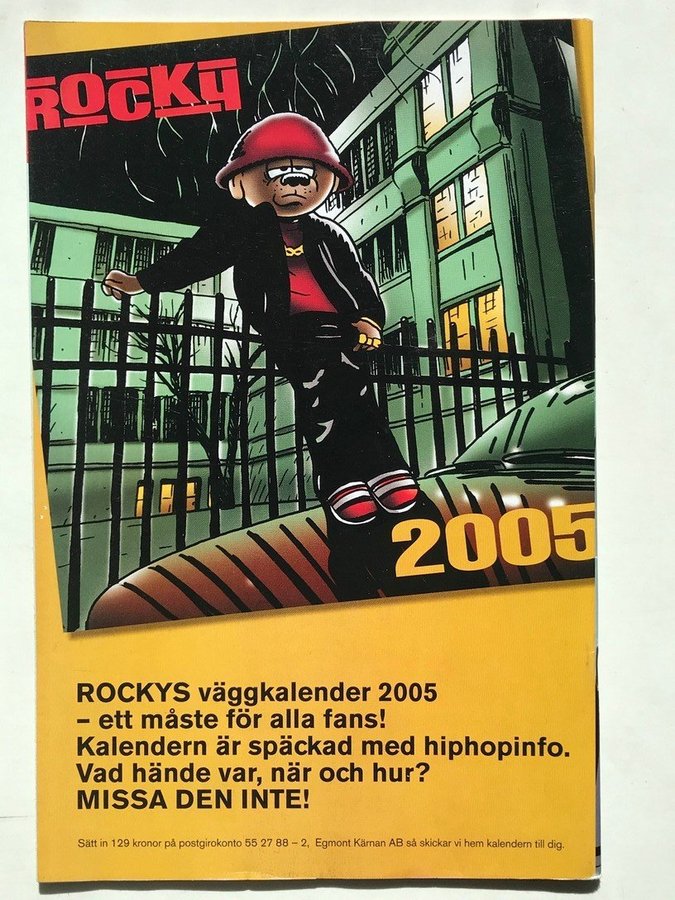 ROCKY
2005
ROCKYS väggkalender 2005
– ett måste för alla fans!
Kalendern är späckad med hiphopinfo.
Vad hände var, när och hur?
MISSA DEN INTE!
Sätt in 129 kronor på postgirokonto 55 27 88 – 2, Egmont Kärnan AB så skickar vi hem kalendern till dig.